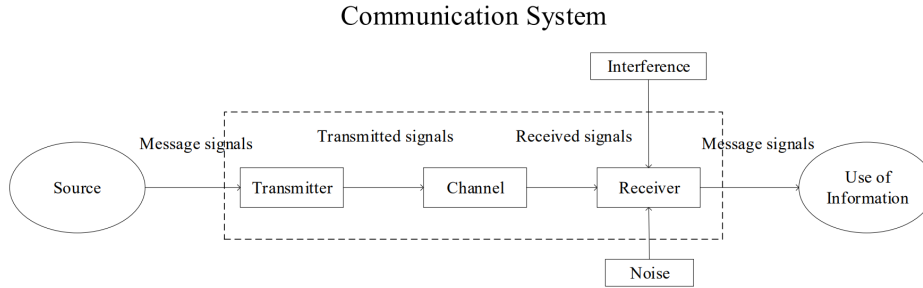 Communication System
Interference
Message signals
Transmitted signals
Received signals
Message signals
Source
Transmitter
Channel
Receiver
Use of
Information
Noise